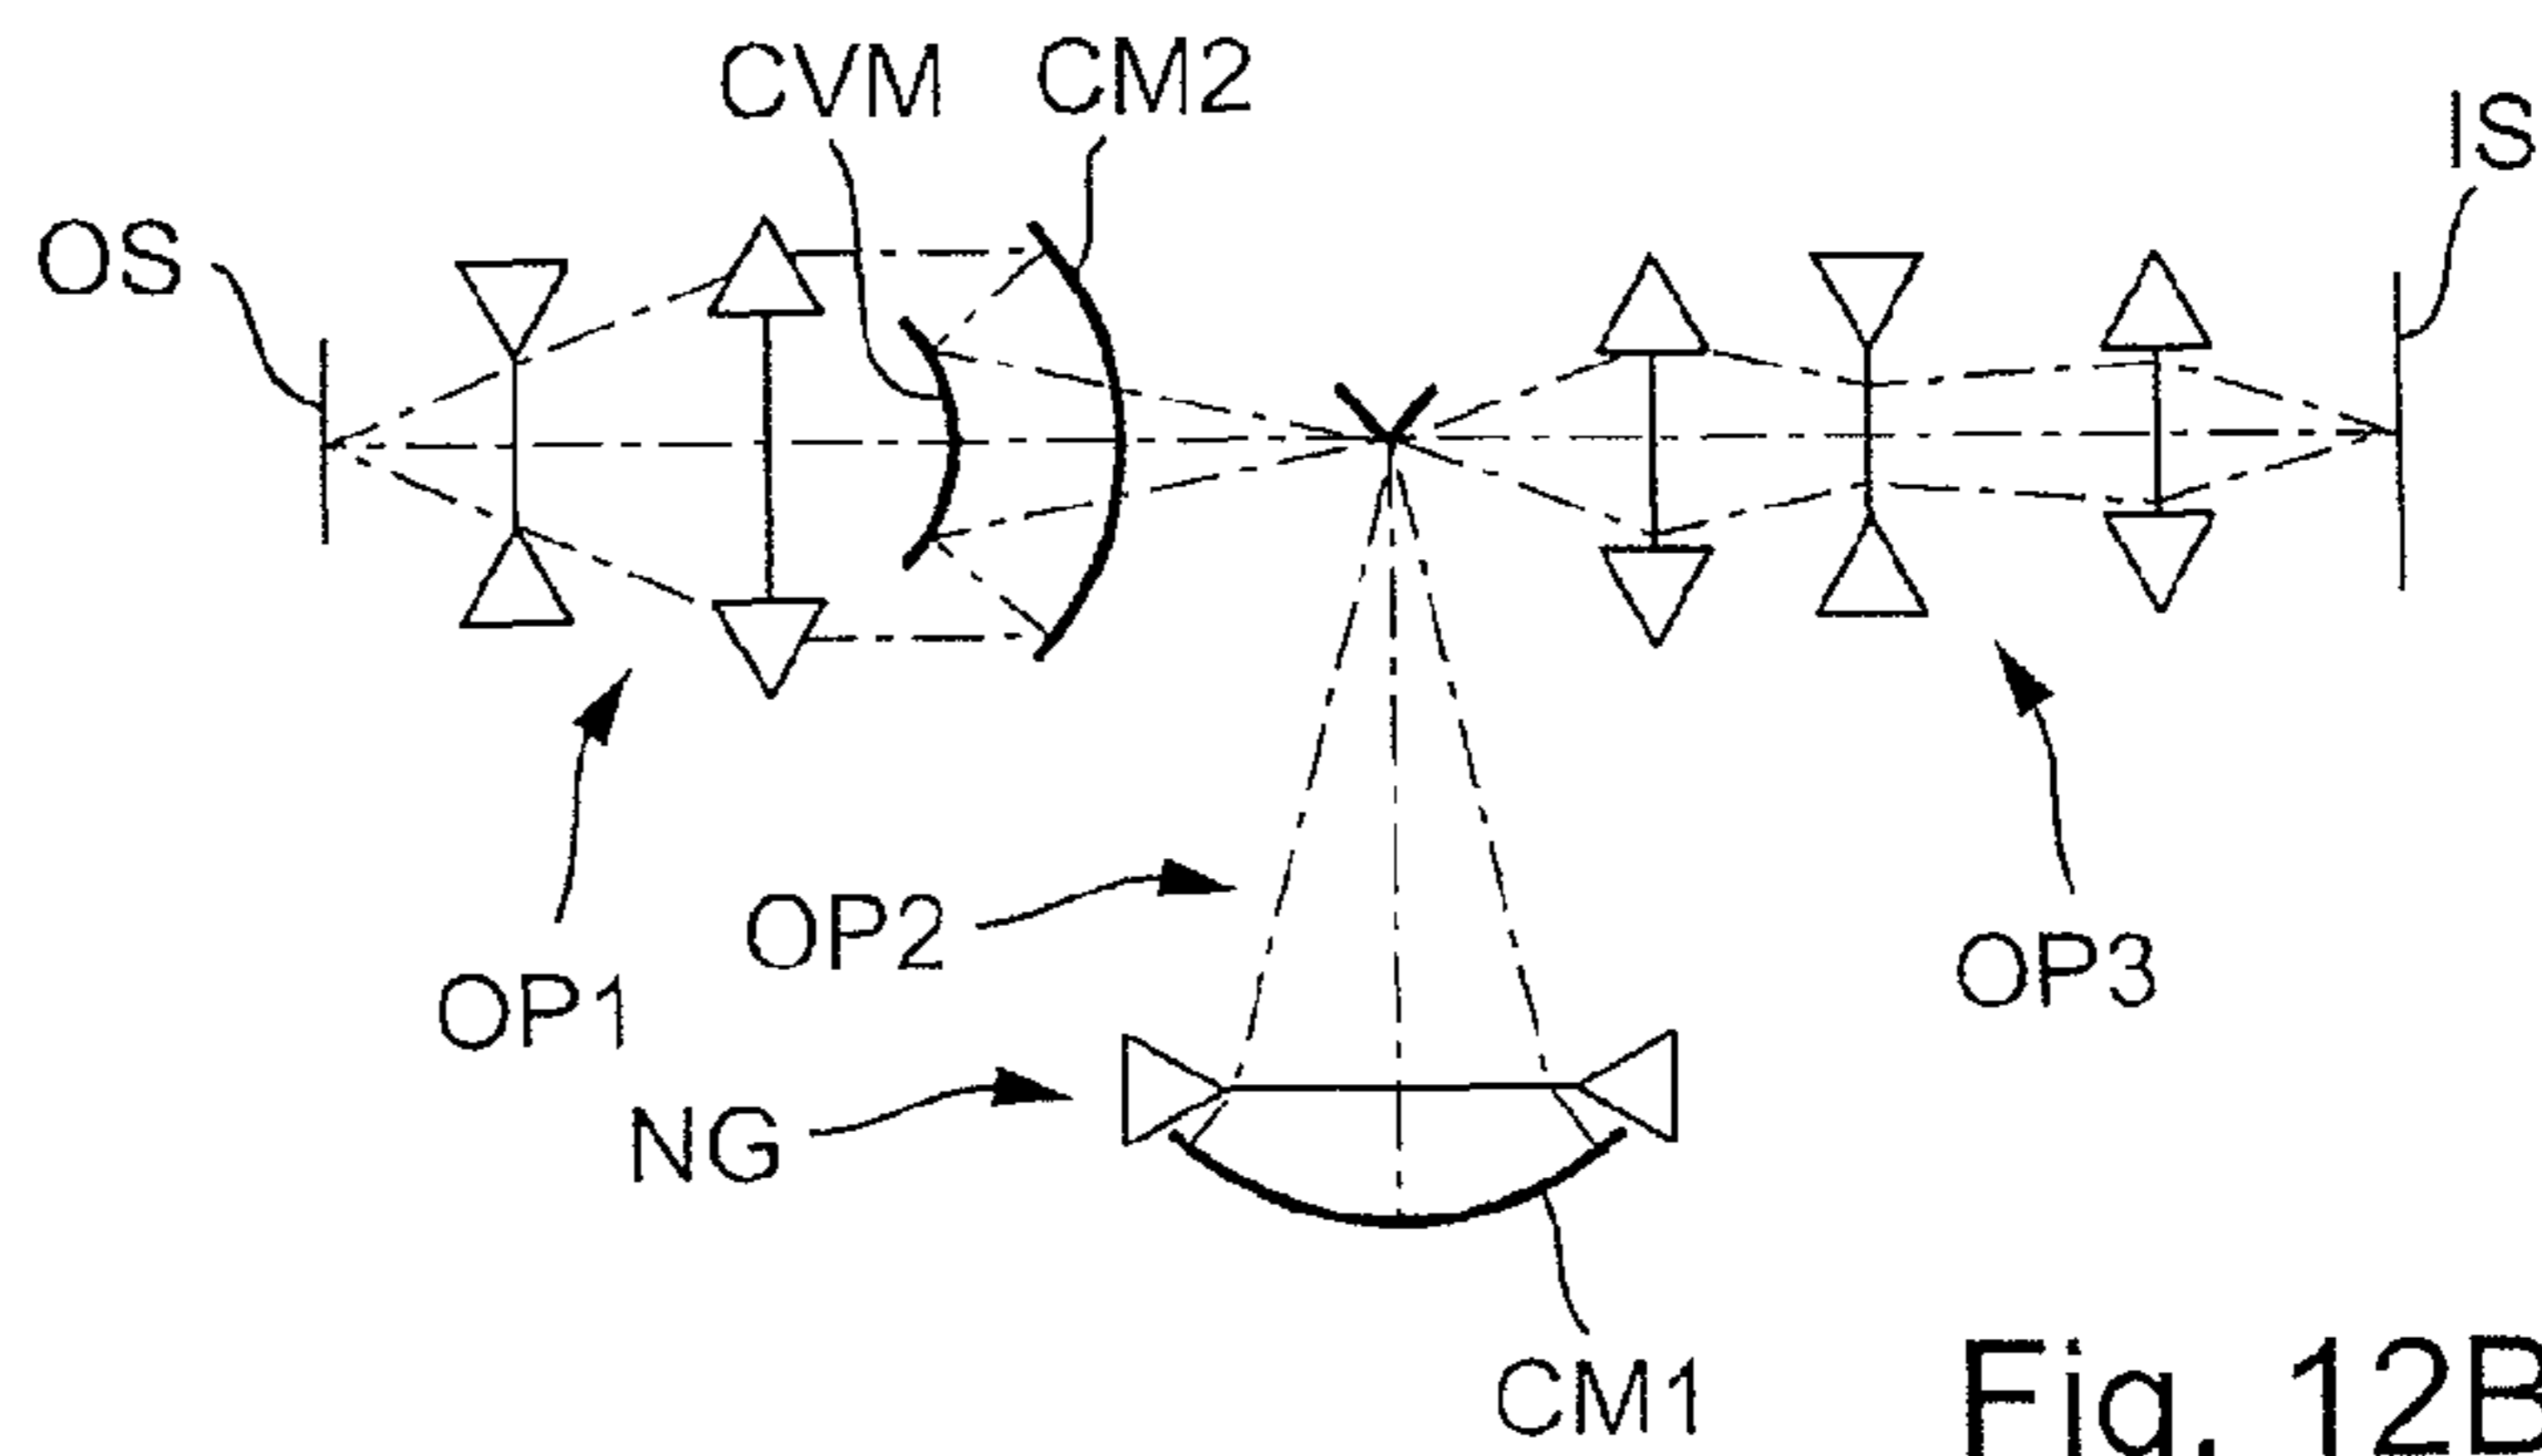 CVM CM2
IS
OS
OP2
OP3
OP1
NG
CM1
Fig. 12B